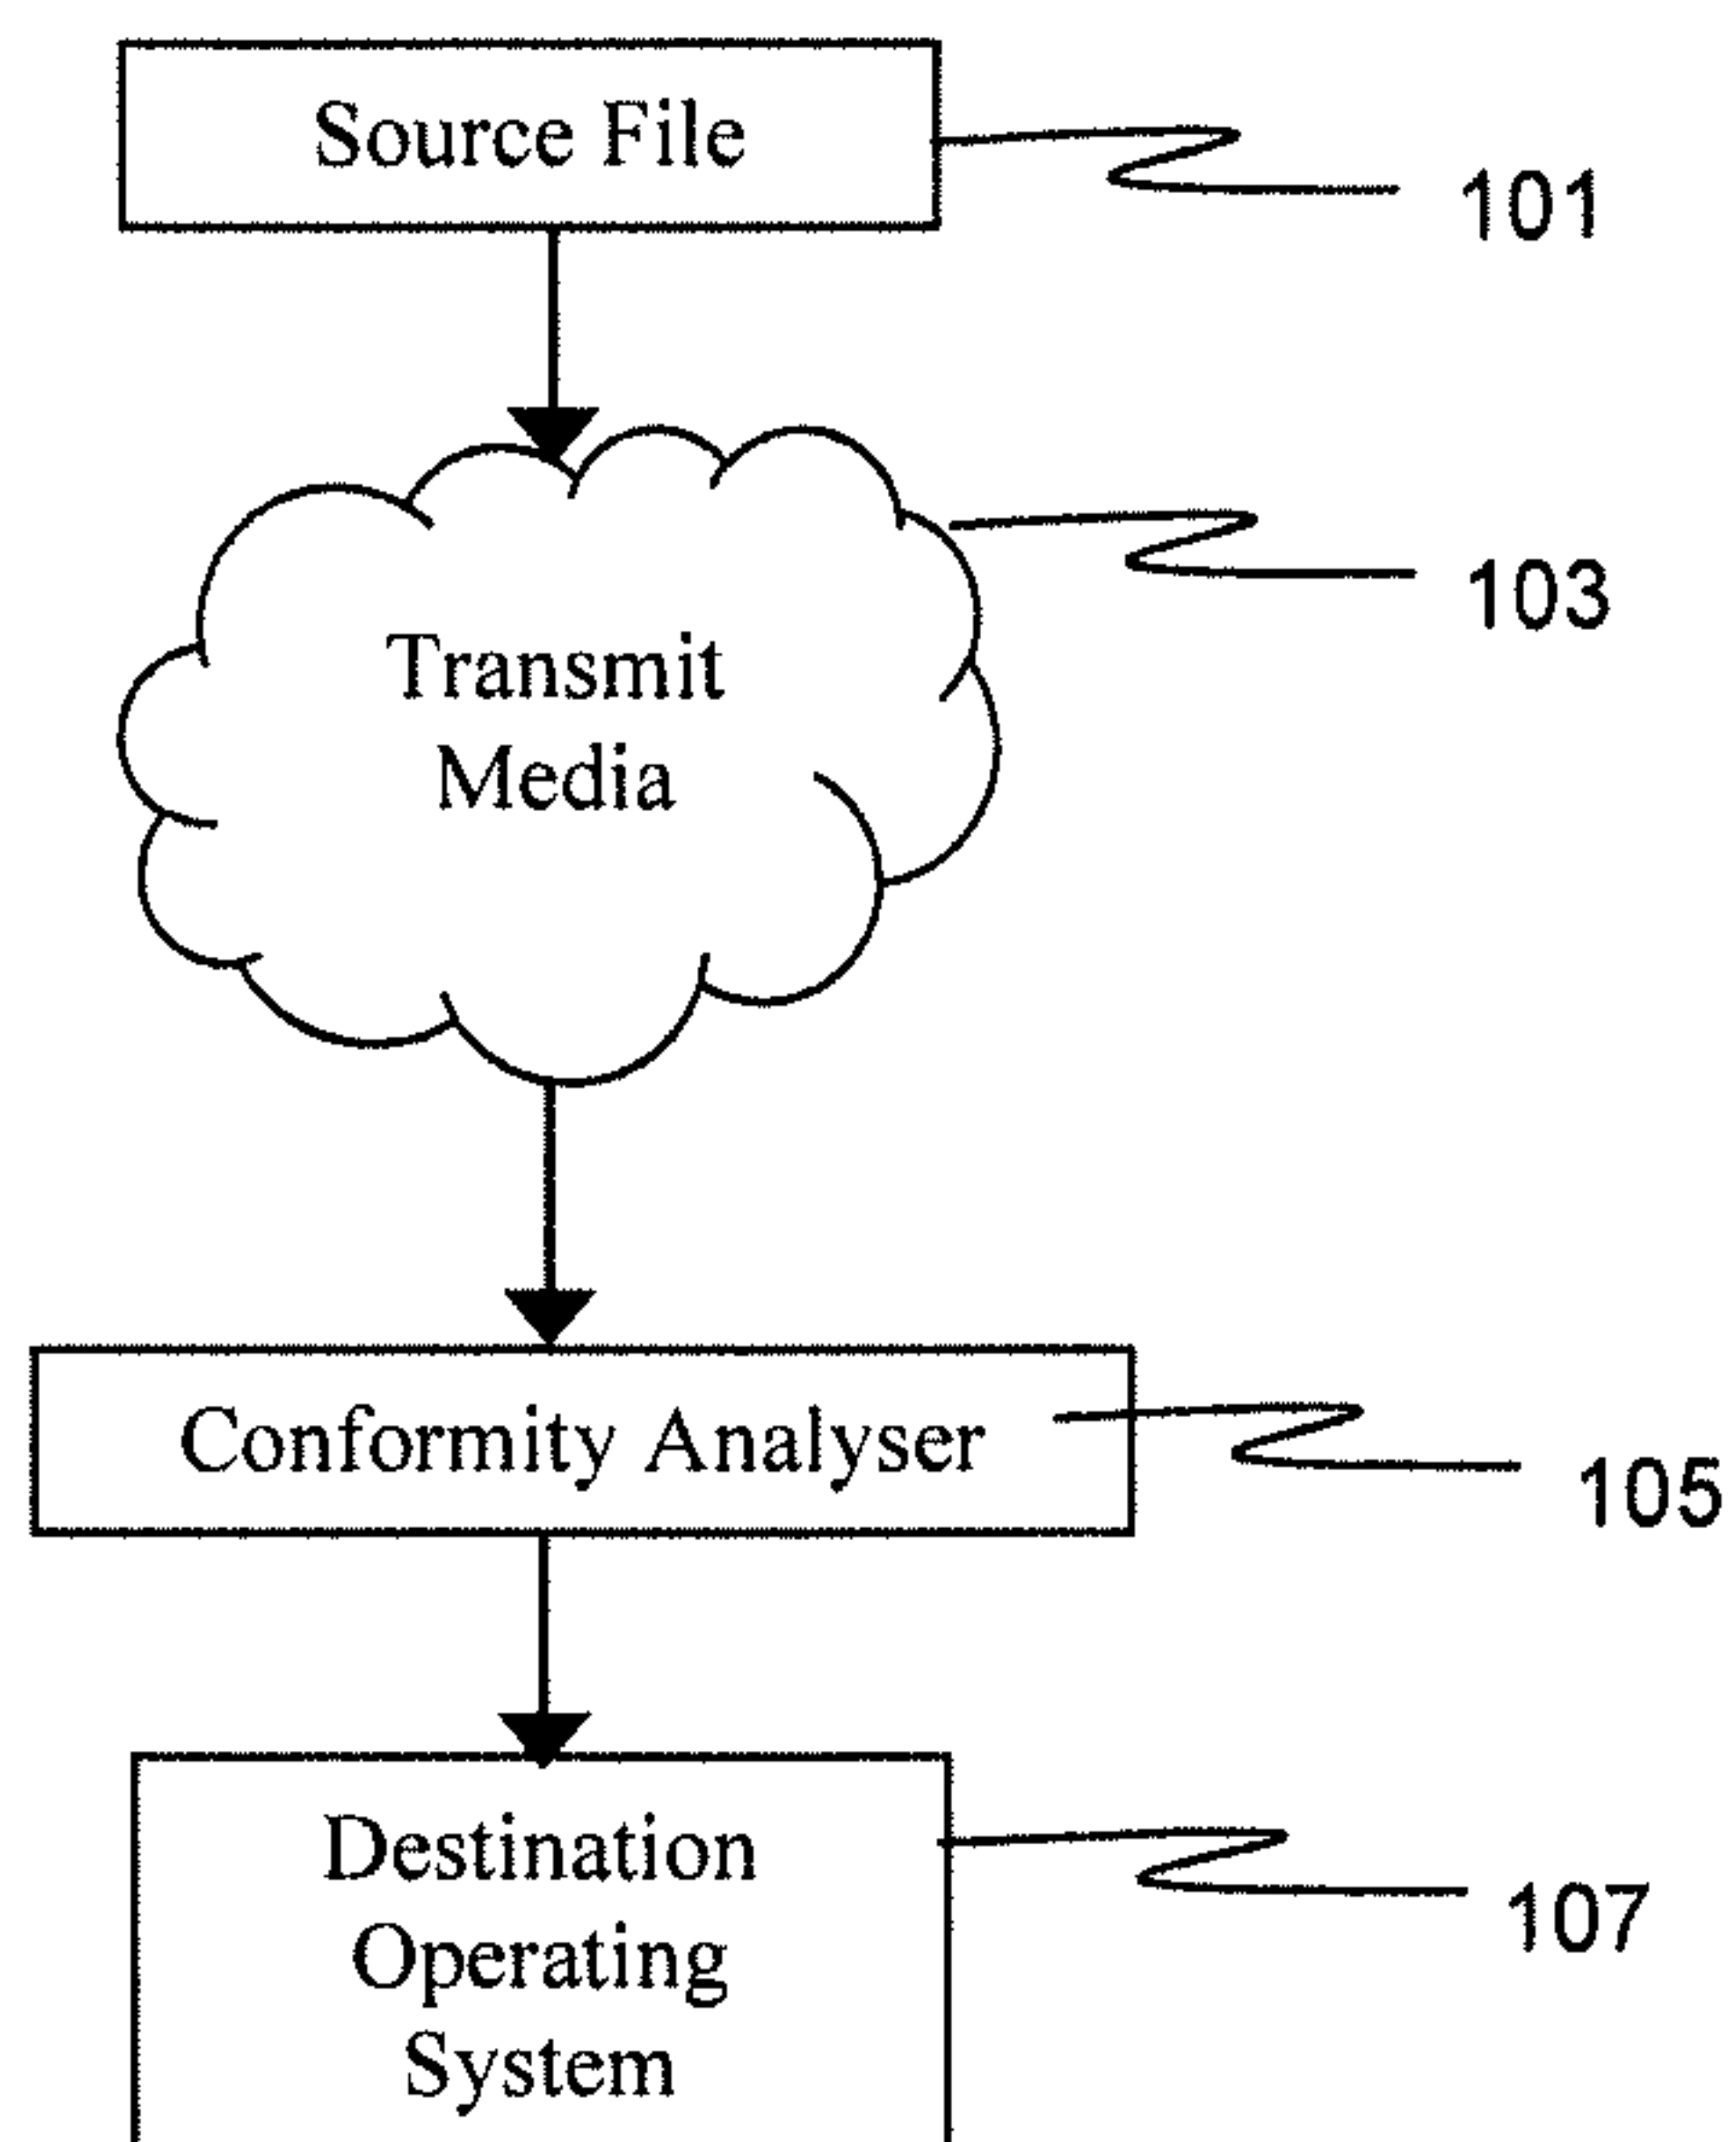 Source File
101
103
Transmit
Media
Conformity Analyser
105
Destination
107
Operating
System